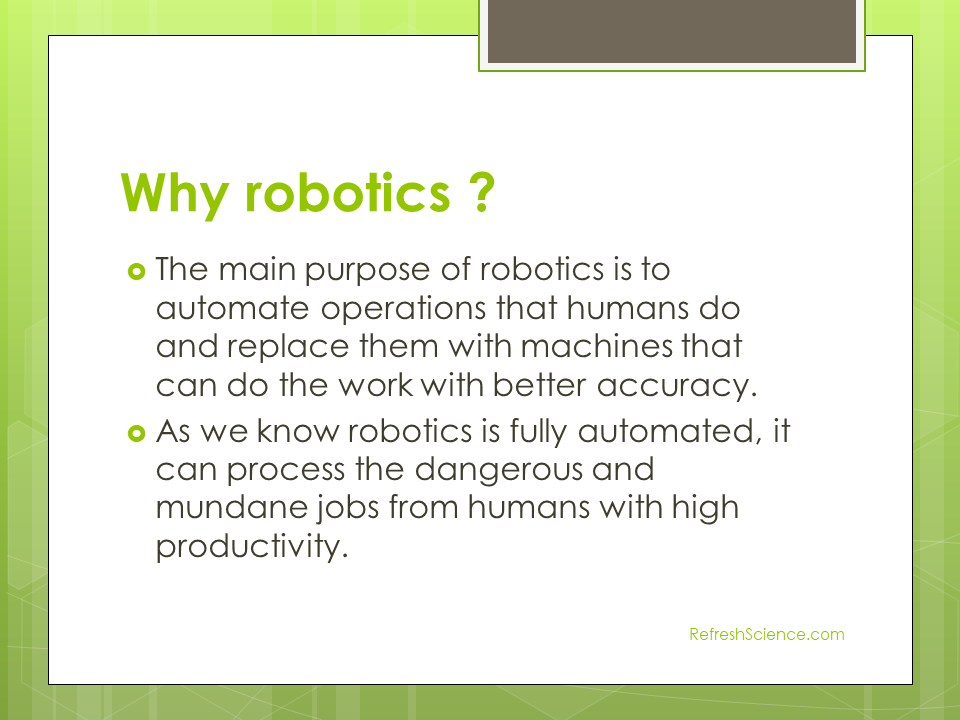 Why robotics ?
The main purpose of robotics is to
automate operations that humans do
and replace them with machines that
can do the work with better accuracy.
As we know robotics is fully automated, it
can process the dangerous and
mundane jobs from humans with high
productivity.
RefreshScience.com